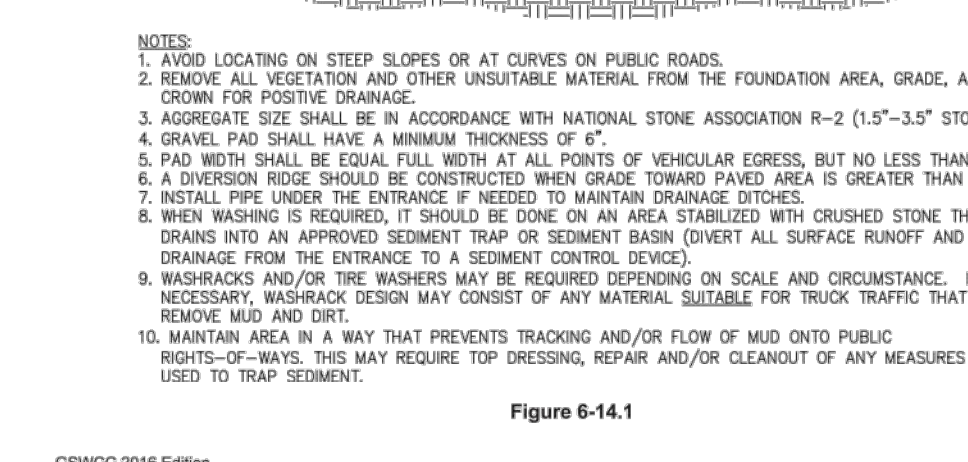 NOTES:
1. AVOID LOCATING ON STEEP SLOPES OR AT CURVES ON PUBLIC ROADS.
2. REMOVE ALL VEGETATION AND OTHER UNSUITABLE MATERIAL FROM THE FOUNDATION AREA, GRADE, A
CROWN FOR POSITIVE DRAINAGE.
3. AGGREGATE SIZE SHALL BE IN ACCORDANCE WITH NATIONAL STONE ASSOCIATION R-2 (1.5"-3.5" STO
4. GRAVEL PAD SHALL HAVE A MINIMUM THICKNESS OF 6".
5. PAD WIDTH SHALL BE EQUAL FULL WIDTH AT ALL POINTS OF VEHICULAR EGRESS, BUT NO LESS THAN
6. A DIVERSION RIDGE SHOULD BE CONSTRUCTED WHEN GRADE TOWARD PAVED AREA IS GREATER THAN
7. INSTALL PIPE UNDER THE ENTRANCE IF NEEDED TO MAINTAIN DRAINAGE DITCHES.
8. WHEN WASHING IS REQUIRED, IT SHOULD BE DONE ON AN AREA STABILIZED WITH CRUSHED STONE TH
DRAINS INTO AN APPROVED SEDIMENT TRAP OR SEDIMENT BASIN (DIVERT ALL SURFACE RUNOFF AND
DRAINAGE FROM THE ENTRANCE TO A SEDIMENT CONTROL DEVICE).
9. WASHRACKS AND/OR TIRE WASHERS MAY BE REQUIRED DEPENDING ON SCALE AND CIRCUMSTANCE.
NECESSARY, WASHRACK DESIGN MAY CONSIST OF ANY MATERIAL SUITABLE FOR TRUCK TRAFFIC THAT
REMOVE MUD AND DIRT.
10. MAINTAIN AREA IN A WAY THAT PREVENTS TRACKING AND/OR FLOW OF MUD ONTO PUBLIC
RIGHTS-OF-WAYS. THIS MAY REQUIRE TOP DRESSING, REPAIR AND/OR CLEANOUT OF ANY MEASURES
USED TO TRAP SEDIMENT.
Figure 6-14.1
GSWCC 2016 Edition